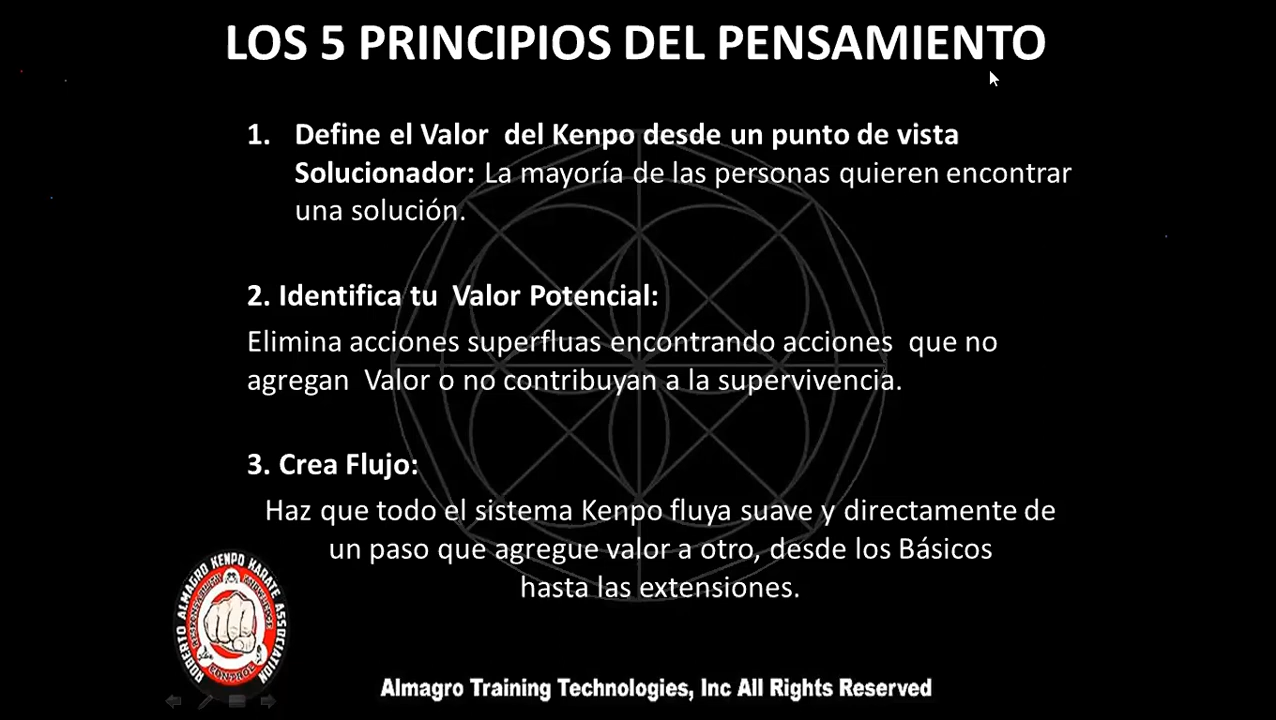 LOS 5 PRINCIPIOS DEL PENSAMIENTO
1. Define el Valor del Kenpo desde un punto de vista
Solucionador: La mayoría de las personas quieren encontrar
una solución.
2. Identifica tu Valor Potencial:
Elimina acciones superfluas encontrando acciones que no
agregan Valor o no contribuyan a la supervivencia.
3. Crea Flujo:
Haz que todo el sistema Kenpo fluya suave y directamente de
un paso que agregue valor a otro, desde los Básicos
hasta las extensiones.
ROBERTO ALMAGRO KENPO KARATE ASSOCIATION
RESPONSABILITY KNOWLEDGE
CONTROL
Almagro Training Technologies, Inc All Rights Reserved